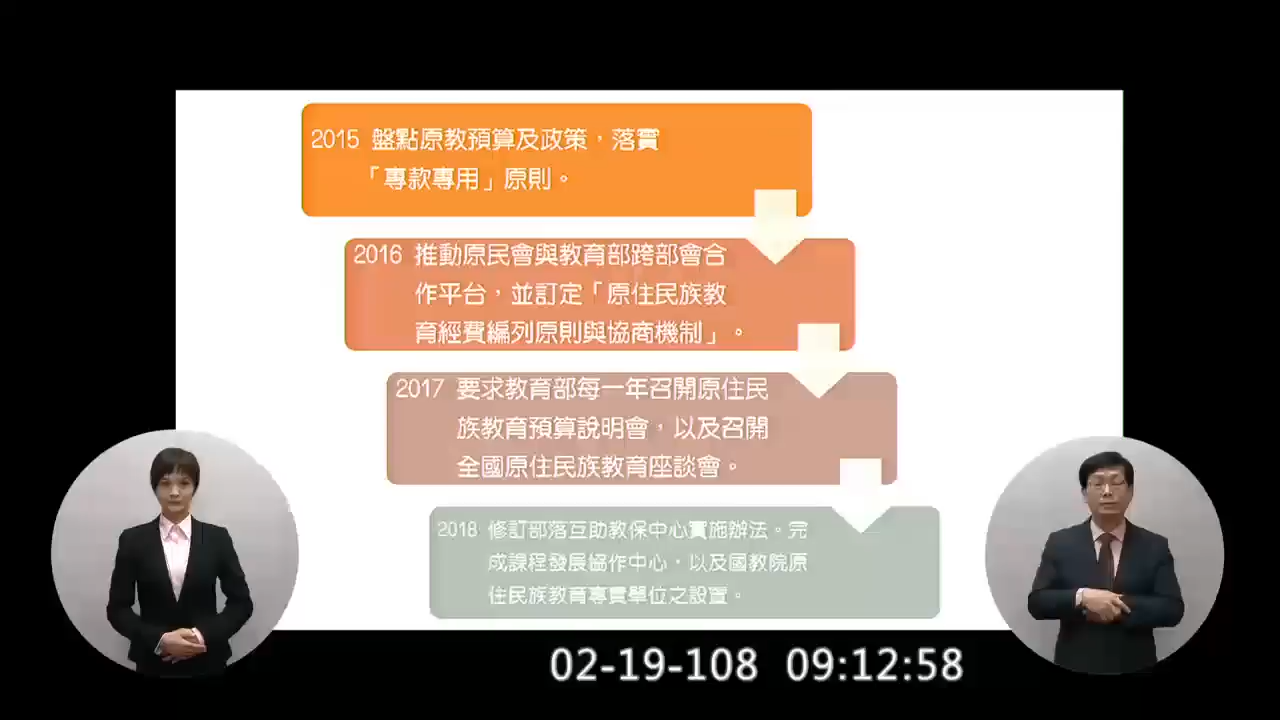 2015 盤點原教預算及政策，落實
「專款專用」原則。
2016 推動原民會與教育部跨部會合
作平台，並訂定「原住民族教
育經費編列原則與協商機制」。
2017 要求教育部每一年召開原住民
族教育預算說明會，以及召開
全國原住民族教育座談會。
2018 修訂部落互助教保中心實施辦法。完
成課程發展協作中心，以及國教院原
住民族教育專責單位之設置。
02-19-108 09:12:58